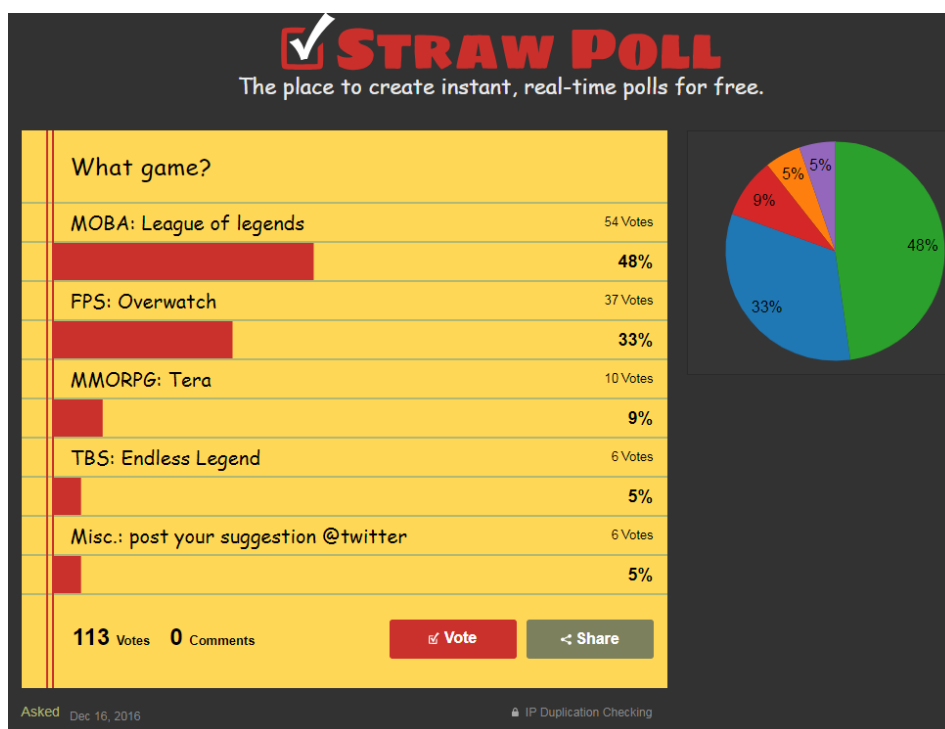 STRAW POLL
The place to create instant, real-time polls for free.
What game?
MOBA: League of legends 54 Votes
48%
FPS: Overwatch 37 Votes
33%
MMORPG: Tera 10 Votes
9%
TBS: Endless Legend 6 Votes
5%
Misc.: post your suggestion @twitter 6 Votes
5%
113 Votes 0 Comments Vote Share
Asked Dec 16, 2016 IP Duplication Checking
5%
5%
9%
48%
33%